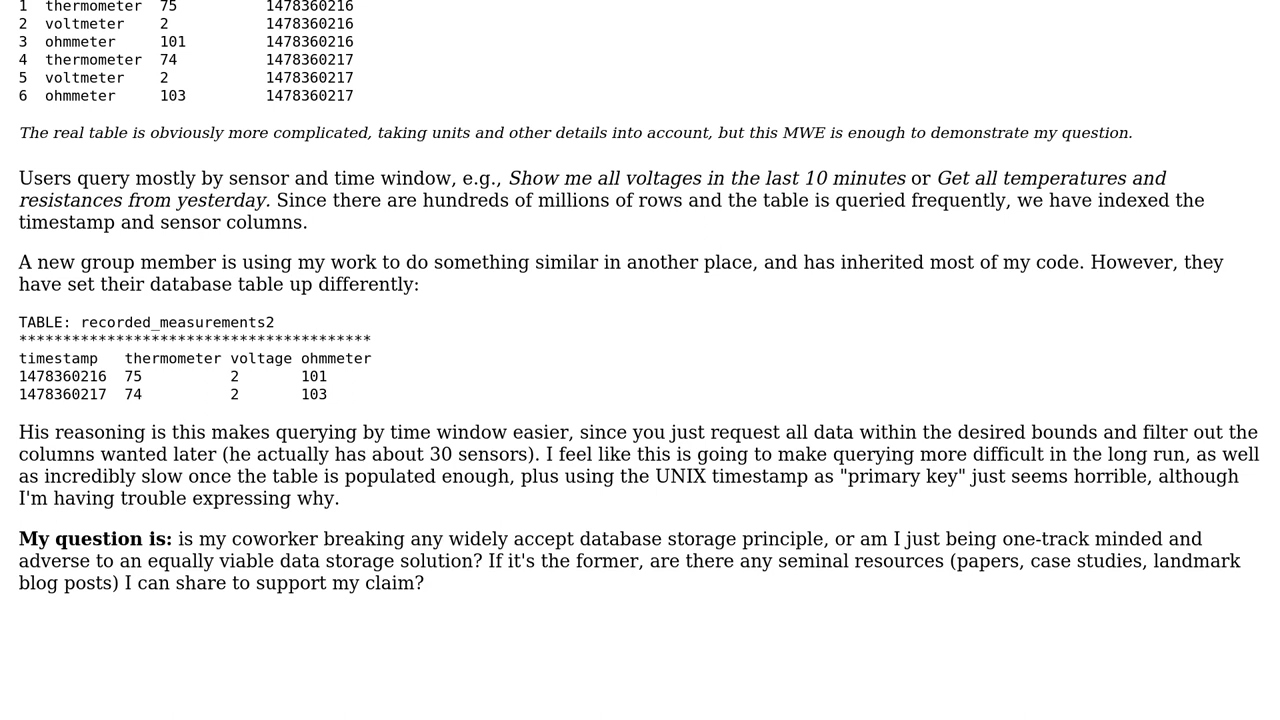 1  thermometer  75          1478360216
2  voltmeter    2           1478360216
3  ohmmeter     101         1478360216
4  thermometer  74          1478360217
5  voltmeter    2           1478360217
6  ohmmeter     103         1478360217
The real table is obviously more complicated, taking units and other details into account, but this MWE is enough to demonstrate my question.
Users query mostly by sensor and time window, e.g., Show me all voltages in the last 10 minutes or Get all temperatures and
resistances from yesterday. Since there are hundreds of millions of rows and the table is queried frequently, we have indexed the
timestamp and sensor columns.
A new group member is using my work to do something similar in another place, and has inherited most of my code. However, they
have set their database table up differently:
TABLE: recorded_measurements2
****************************************
timestamp   thermometer voltage ohmmeter
1478360216  75          2       101
1478360217  74          2       103
His reasoning is this makes querying by time window easier, since you just request all data within the desired bounds and filter out the
columns wanted later (he actually has about 30 sensors). I feel like this is going to make querying more difficult in the long run, as well
as incredibly slow once the table is populated enough, plus using the UNIX timestamp as "primary key" just seems horrible, although
I'm having trouble expressing why.
My question is: is my coworker breaking any widely accept database storage principle, or am I just being one-track minded and
adverse to an equally viable data storage solution? If it's the former, are there any seminal resources (papers, case studies, landmark
blog posts) I can share to support my claim?